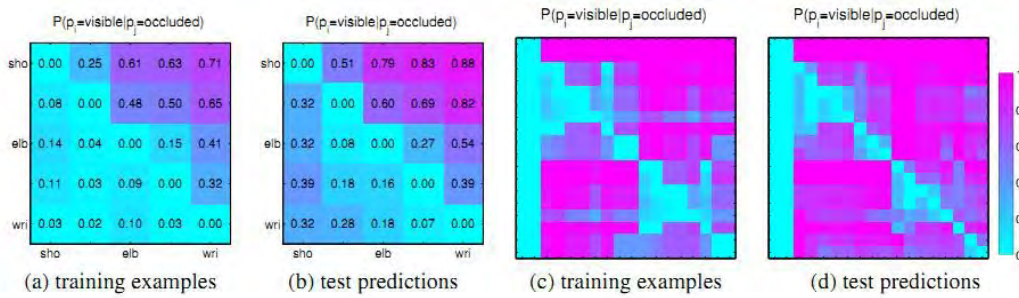 P(p_i=visible|p_j=occluded) P(p_i=visible|p_j=occluded) P(p_i=visible|p_j=occluded) P(p_i=visible|p_j=occluded)
sho 0.00 0.25 0.61 0.63 0.71
0.08 0.00 0.48 0.50 0.65
elb 0.14 0.04 0.00 0.15 0.41
0.11 0.03 0.09 0.00 0.32
wri 0.03 0.02 0.10 0.03 0.00
sho elb wri
sho 0.00 0.51 0.79 0.83 0.88
0.32 0.00 0.60 0.69 0.82
elb 0.32 0.08 0.00 0.27 0.54
0.39 0.18 0.16 0.00 0.39
wri 0.32 0.28 0.18 0.07 0.00
sho elb wri
(a) training examples (b) test predictions (c) training examples (d) test predictions